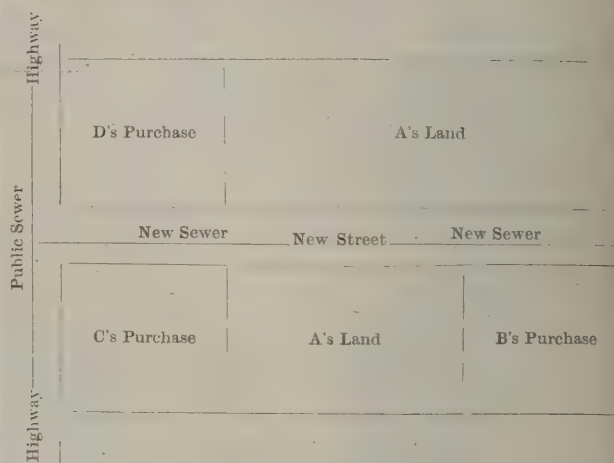 Highway
D's Purchase
A's Land
Public Sewer
New Sewer
New Street
New Sewer
C's Purchase
A's Land
B's Purchase
Highway